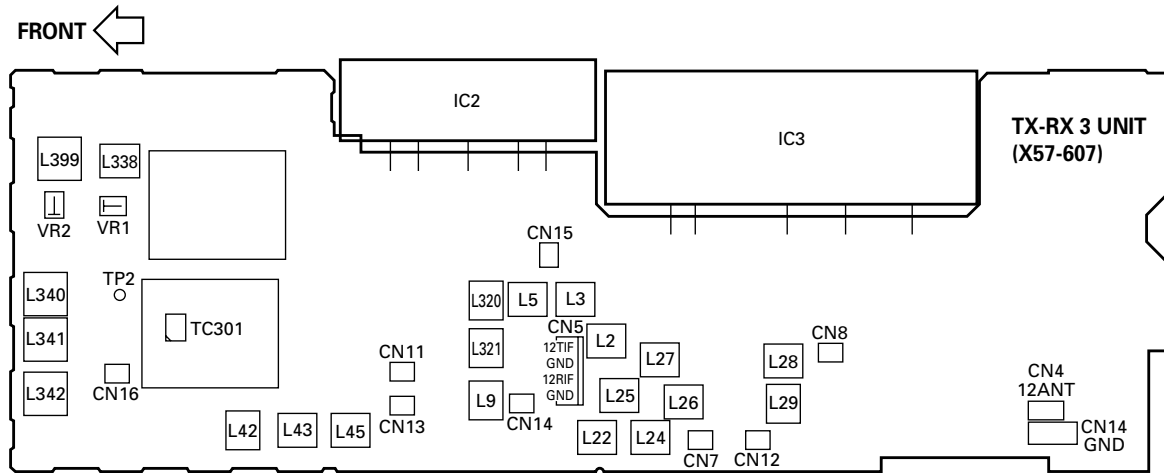 FRONT
IC2
IC3
TX-RX 3 UNIT
(X57-607)
L399
L338
VR2
VR1
CN15
TP2
L340
L320
L5
L3
TC301
CN5
L341
L321
12TIF
GND
12RIF
GND
L2
L27
L28
CN8
CN11
CN16
L342
L9
CN14
L25
L26
L29
CN4
12ANT
CN13
CN14
GND
L42
L43
L45
L22
L24
CN7
CN12